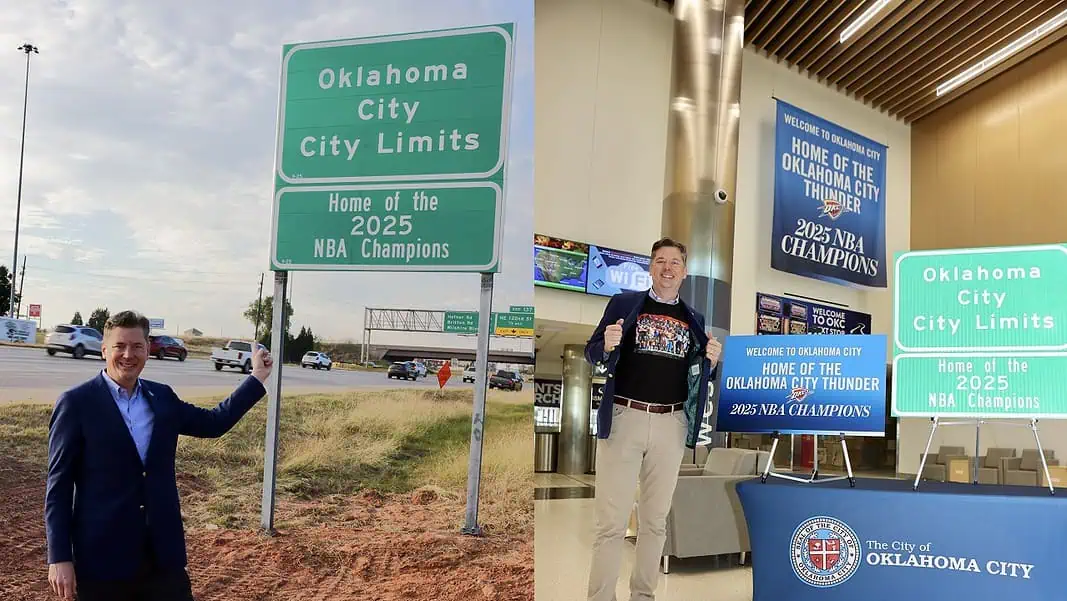 Oklahoma
City
City Limits
Home of the
2025
NBA Champions
WELCOME TO OKLAHOMA CITY
HOME OF THE
OKLAHOMA CITY
THUNDER
OKC
2025 NBA
CHAMPIONS
WiFi
WELCOME
TO OKC
WELCOME TO OKLAHOMA CITY
HOME OF THE
OKLAHOMA CITY THUNDER
2025 NBA CHAMPIONS
Oklahoma
City
City Limits
Home of the
2025
NBA Champions
The City of
OKLAHOMA CITY